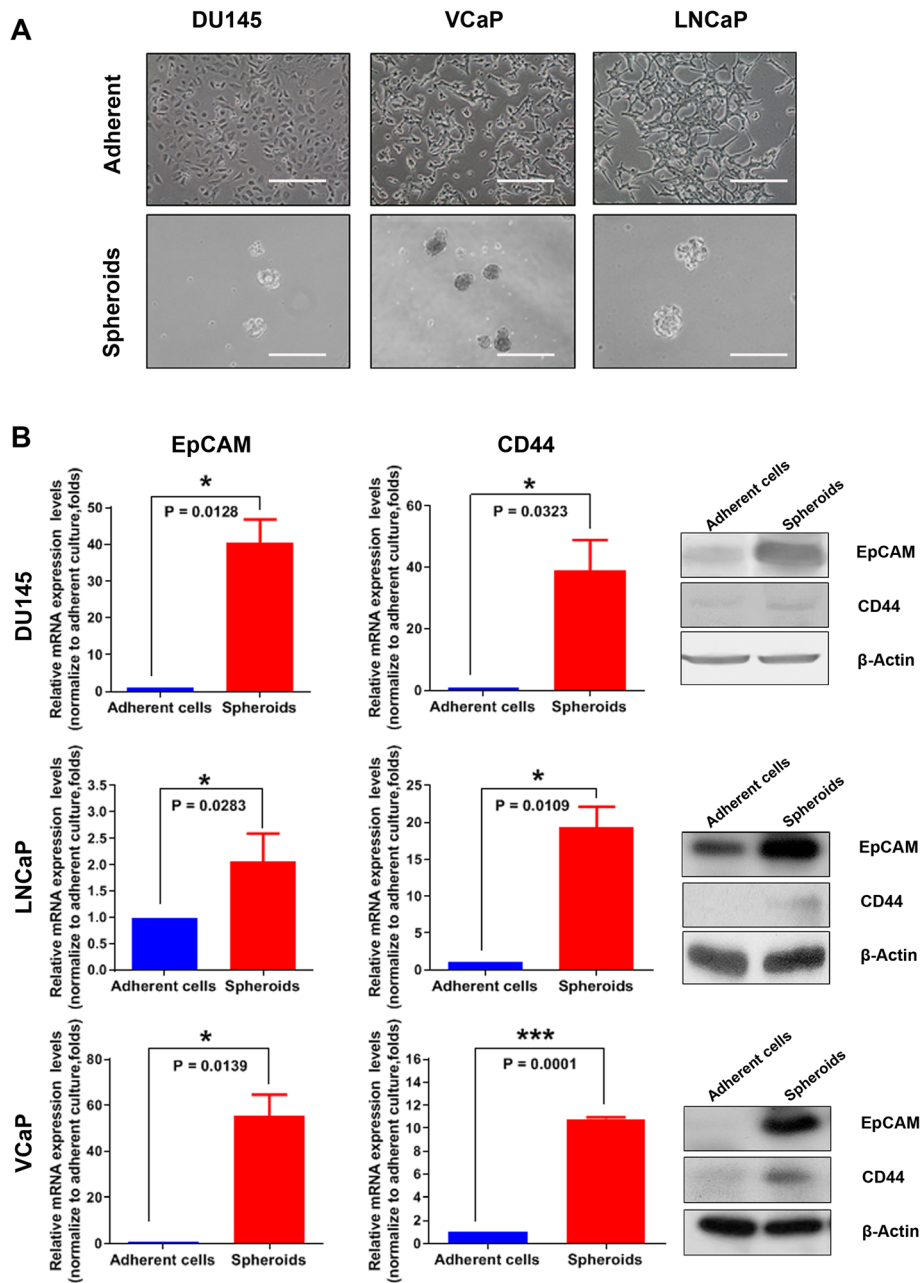 A
DU145
VCaP
LNCaP
Adherent
Spheroids
B
EpCAM
CD44
DU145
Relative mRNA expression levels
(normalize to adherent culture,folds)
50
40
30
20
10
0
*
P = 0.0128
Adherent cells
Spheroids
Relative mRNA expression levels
(normalize to adherent culture,folds)
60
40
20
0
*
P = 0.0323
Adherent cells
Spheroids
Adherent cells
Spheroids
EpCAM
CD44
β-Actin
LNCaP
Relative mRNA expression levels
(normalize to adherent culture,folds)
3.5
3.0
2.5
2.0
1.5
1.0
0.5
0.0
*
P = 0.0283
Adherent cells
Spheroids
Relative mRNA expression levels
(normalize to adherent culture,folds)
25
20
15
10
5
0
*
P = 0.0109
Adherent cells
Spheroids
Adherent cells
Spheroids
EpCAM
CD44
β-Actin
VCaP
Relative mRNA expression levels
(normalize to adherent culture,folds)
80
60
40
20
0
*
P = 0.0139
Adherent cells
Spheroids
Relative mRNA expression levels
(normalize to adherent culture,folds)
16
14
12
10
8
6
4
2
0
***
P = 0.0001
Adherent cells
Spheroids
Adherent cells
Spheroids
EpCAM
CD44
β-Actin